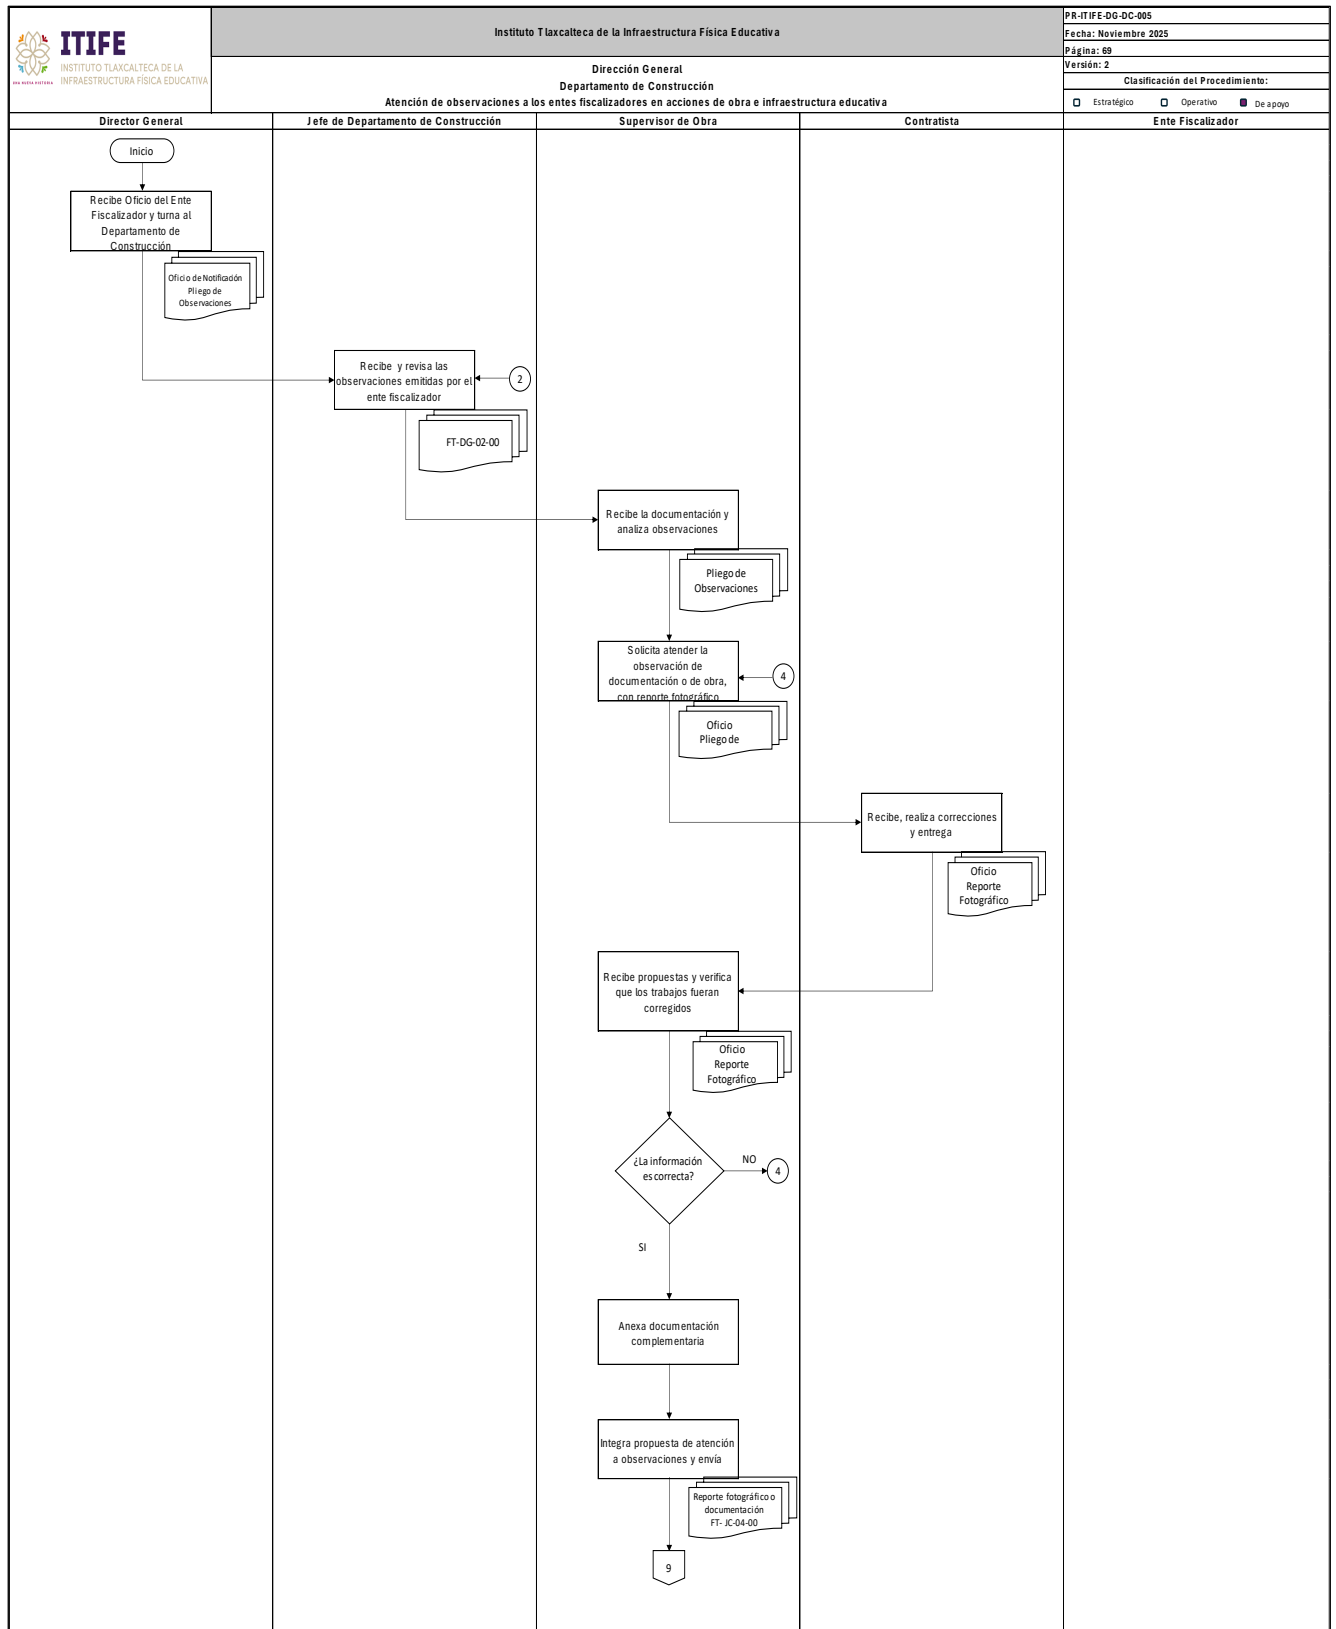 ITIFE
INSTITUTO TLAXCALTECA DE LA
INFRAESTRUCTURA FÍSICA EDUCATIVA
UNA NUEVA HISTORIA
Instituto Tlaxcalteca de la Infraestructura Física Educativa
PR-ITIFE-DG-DC-005
Fecha: Noviembre 2025
Página: 69
Versión: 2
Dirección General
Departamento de Construcción
Atención de observaciones a los entes fiscalizadores en acciones de obra e infraestructura educativa
Clasificación del Procedimiento:
Estratégico Operativo De apoyo
Director General
Jefe de Departamento de Construcción
Supervisor de Obra
Contratista
Ente Fiscalizador
Inicio
Recibe Oficio del Ente
Fiscalizador y turna al
Departamento de
Construcción
Oficio de Notificación
Pliego de
Observaciones
Recibe y revisa las
observaciones emitidas por el
ente fiscalizador
2
FT-DG-02-00
Recibe la documentación y
analiza observaciones
Pliego de
Observaciones
Solicita atender la
observación de
documentación o de obra,
con reporte fotográfico
4
Oficio
Pliego de
Recibe, realiza correcciones
y entrega
Oficio
Reporte
Fotográfico
Recibe propuestas y verifica
que los trabajos fueran
corregidos
Oficio
Reporte
Fotográfico
¿La información
es correcta?
NO
4
SI
Anexa documentación
complementaria
Integra propuesta de atención
a observaciones y envía
Reporte fotográfico o
documentación
FT- JC-04-00
9